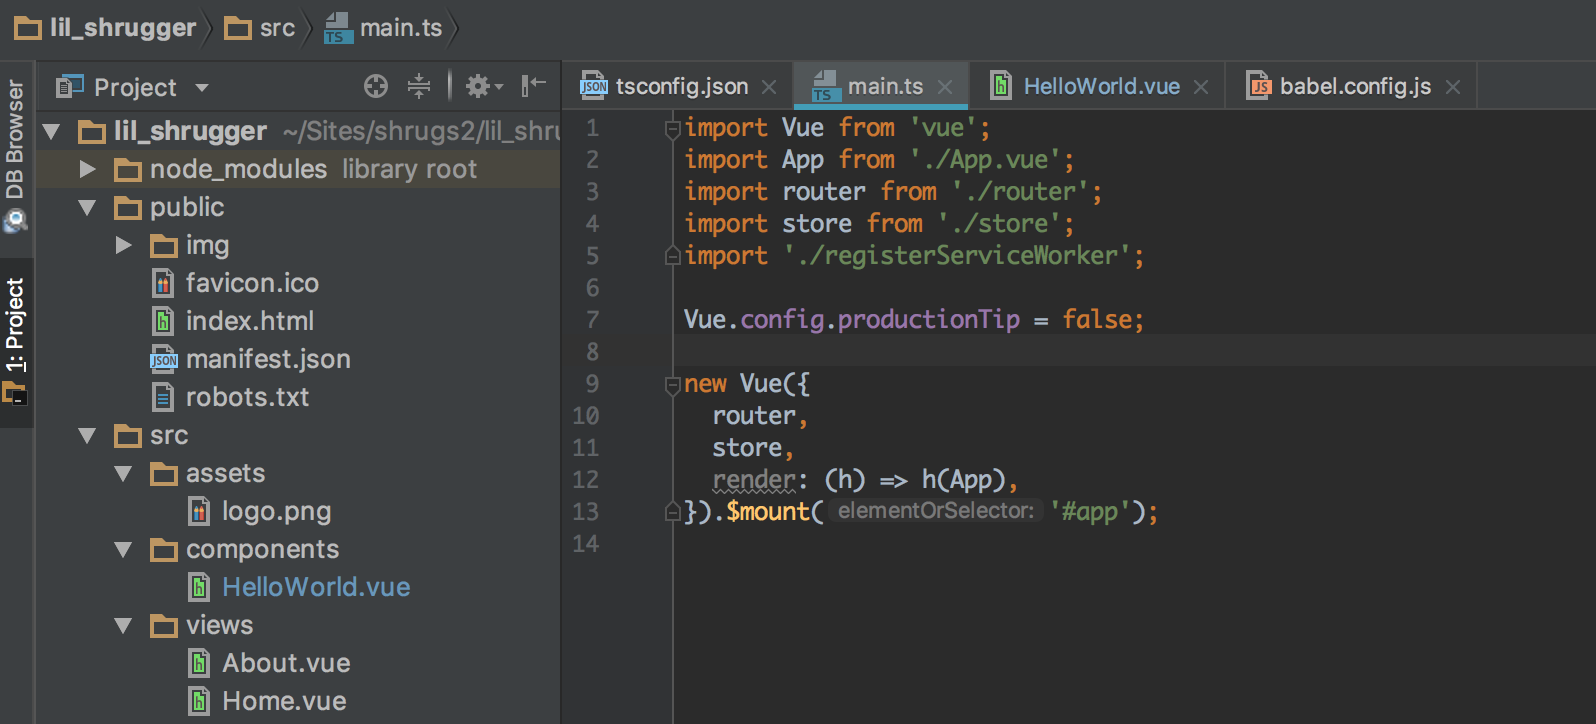 lil_shrugger src main.ts
DB Browser
1: Project
Project
lil_shrugger ~/Sites/shrugs2/lil_shru
node_modules library root
public
img
favicon.ico
index.html
JSON manifest.json
robots.txt
src
assets
logo.png
components
HelloWorld.vue
views
About.vue
Home.vue
JSON tsconfig.json TS main.ts HelloWorld.vue JS babel.config.js
1 import Vue from 'vue';
2 import App from './App.vue';
3 import router from './router';
4 import store from './store';
5 import './registerServiceWorker';
6
7 Vue.config.productionTip = false;
8
9 new Vue({
10 router,
11 store,
12 render: (h) => h(App),
13 }).$mount( elementOrSelector: '#app');
14